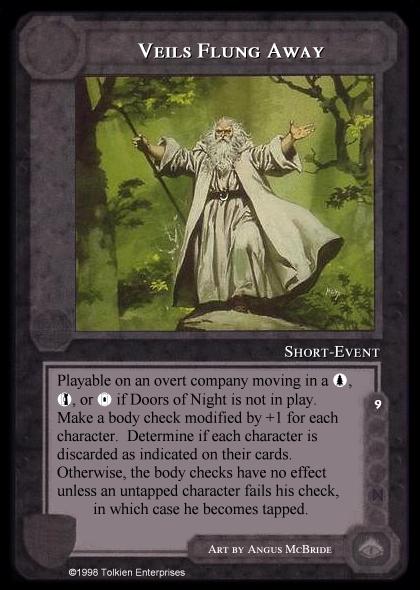 Veils Flung Away
Short-Event
Playable on an overt company moving in a ,
, or if Doors of Night is not in play.
9
Make a body check modified by +1 for each
character. Determine if each character is
discarded as indicated on their cards.
Otherwise, the body checks have no effect
unless an untapped character fails his check,
in which case he becomes tapped.
Art by Angus McBride
©1998 Tolkien Enterprises